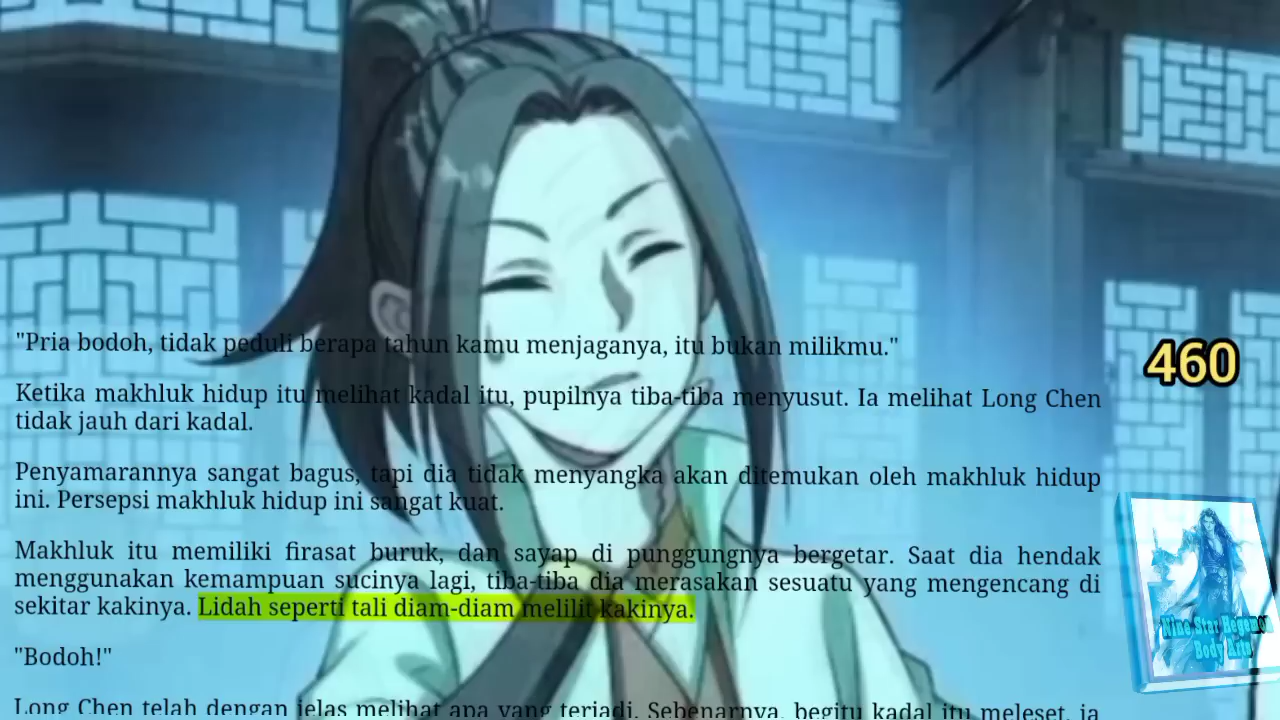 "Pria bodoh, tidak peduli berapa tahun kamu menjaganya, itu bukan milikmu."
460
Ketika makhluk hidup itu melihat kadal itu, pupilnya tiba-tiba menyusut. Ia melihat Long Chen
tidak jauh dari kadal.
Penyamarannya sangat bagus, tapi dia tidak menyangka akan ditemukan oleh makhluk hidup
ini. Persepsi makhluk hidup ini sangat kuat.
Makhluk itu memiliki firasat buruk, dan sayap di punggungnya bergetar. Saat dia hendak
menggunakan kemampuan sucinya lagi, tiba-tiba dia merasakan sesuatu yang mengencang di
sekitar kakinya. Lidah seperti tali diam-diam melilit kakinya.
"Bodoh!"
Long Chen telah dengan jelas melihat apa yang terjadi. Sebenarnya, begitu kadal itu meleset, ia
Nine Star Hegemon
Body Arts